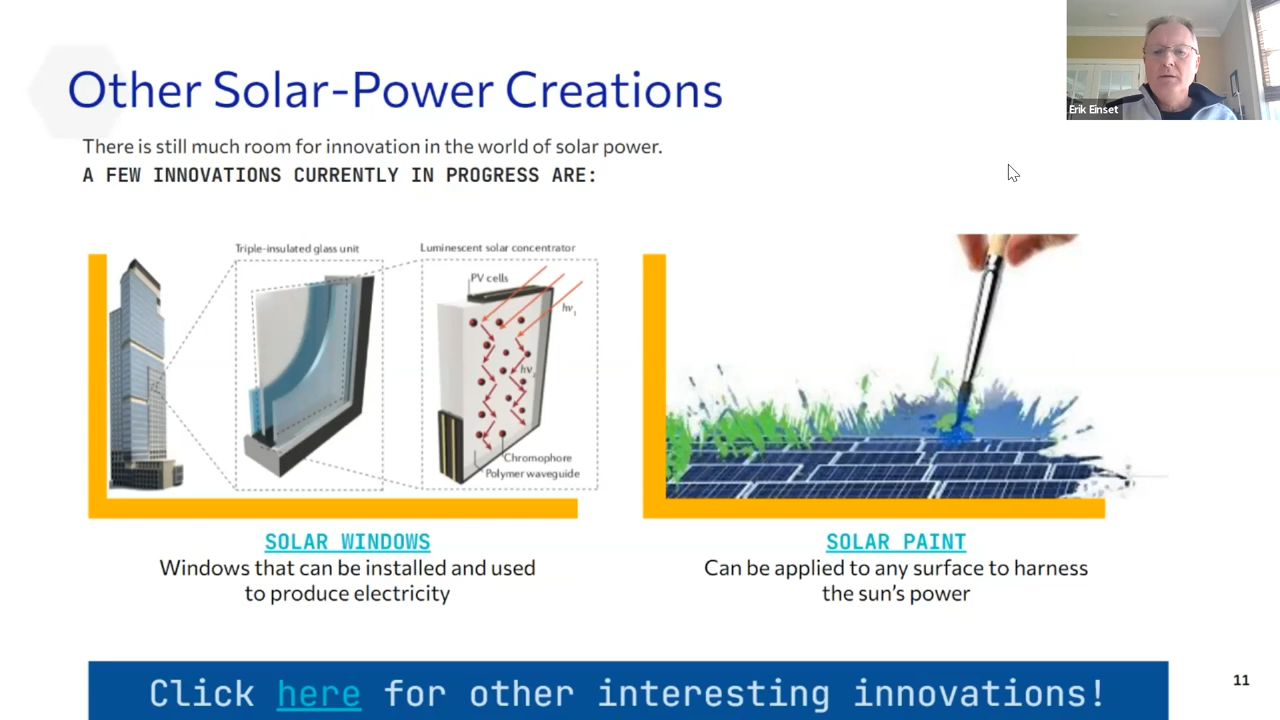 Other Solar-Power Creations
There is still much room for innovation in the world of solar power.
A FEW INNOVATIONS CURRENTLY IN PROGRESS ARE:
Erik Einset
Triple-insulated glass unit
Luminescent solar concentrator
PV cells
hv₁
hv
Chromophore
Polymer waveguide
SOLAR WINDOWS
Windows that can be installed and used
to produce electricity
SOLAR PAINT
Can be applied to any surface to harness
the sun's power
Click here for other interesting innovations!
11